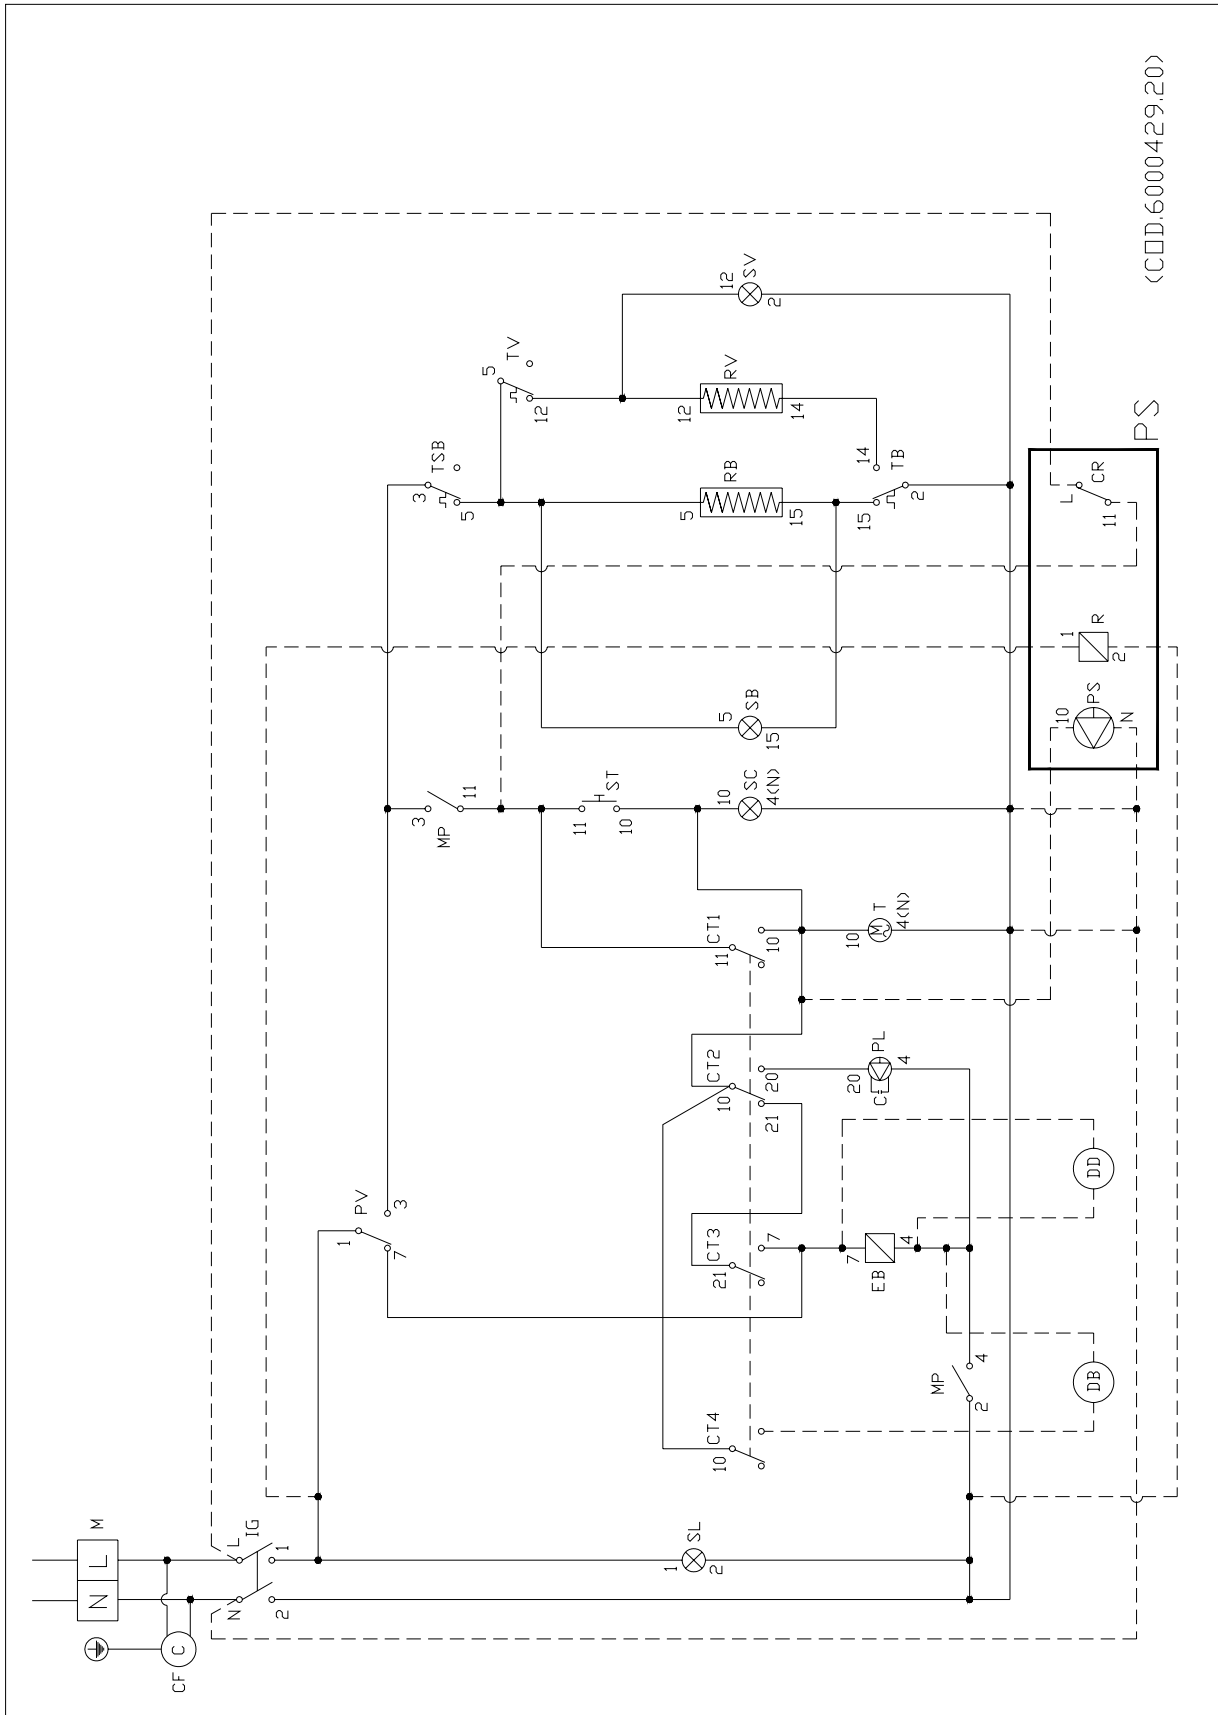 (COD.6000429.20)
12
SV
2
TV
5
12
RV
12
14
TSB
3
5
14
TB
2
15
RB
5
15
PS
CR
L
11
R
1
2
PS
10
N
SB
5
15
3
MP
11
ST
11
10
SC
10
4(N)
CT1
11
10
T
M
10
4(N)
CT2
10
20
21
PL
20
4
C
DD
PV
1
3
7
CT3
21
7
EB
7
4
DB
MP
4
2
CT4
10
SL
1
2
M
L
N
L
IG
1
N
2
CF
C